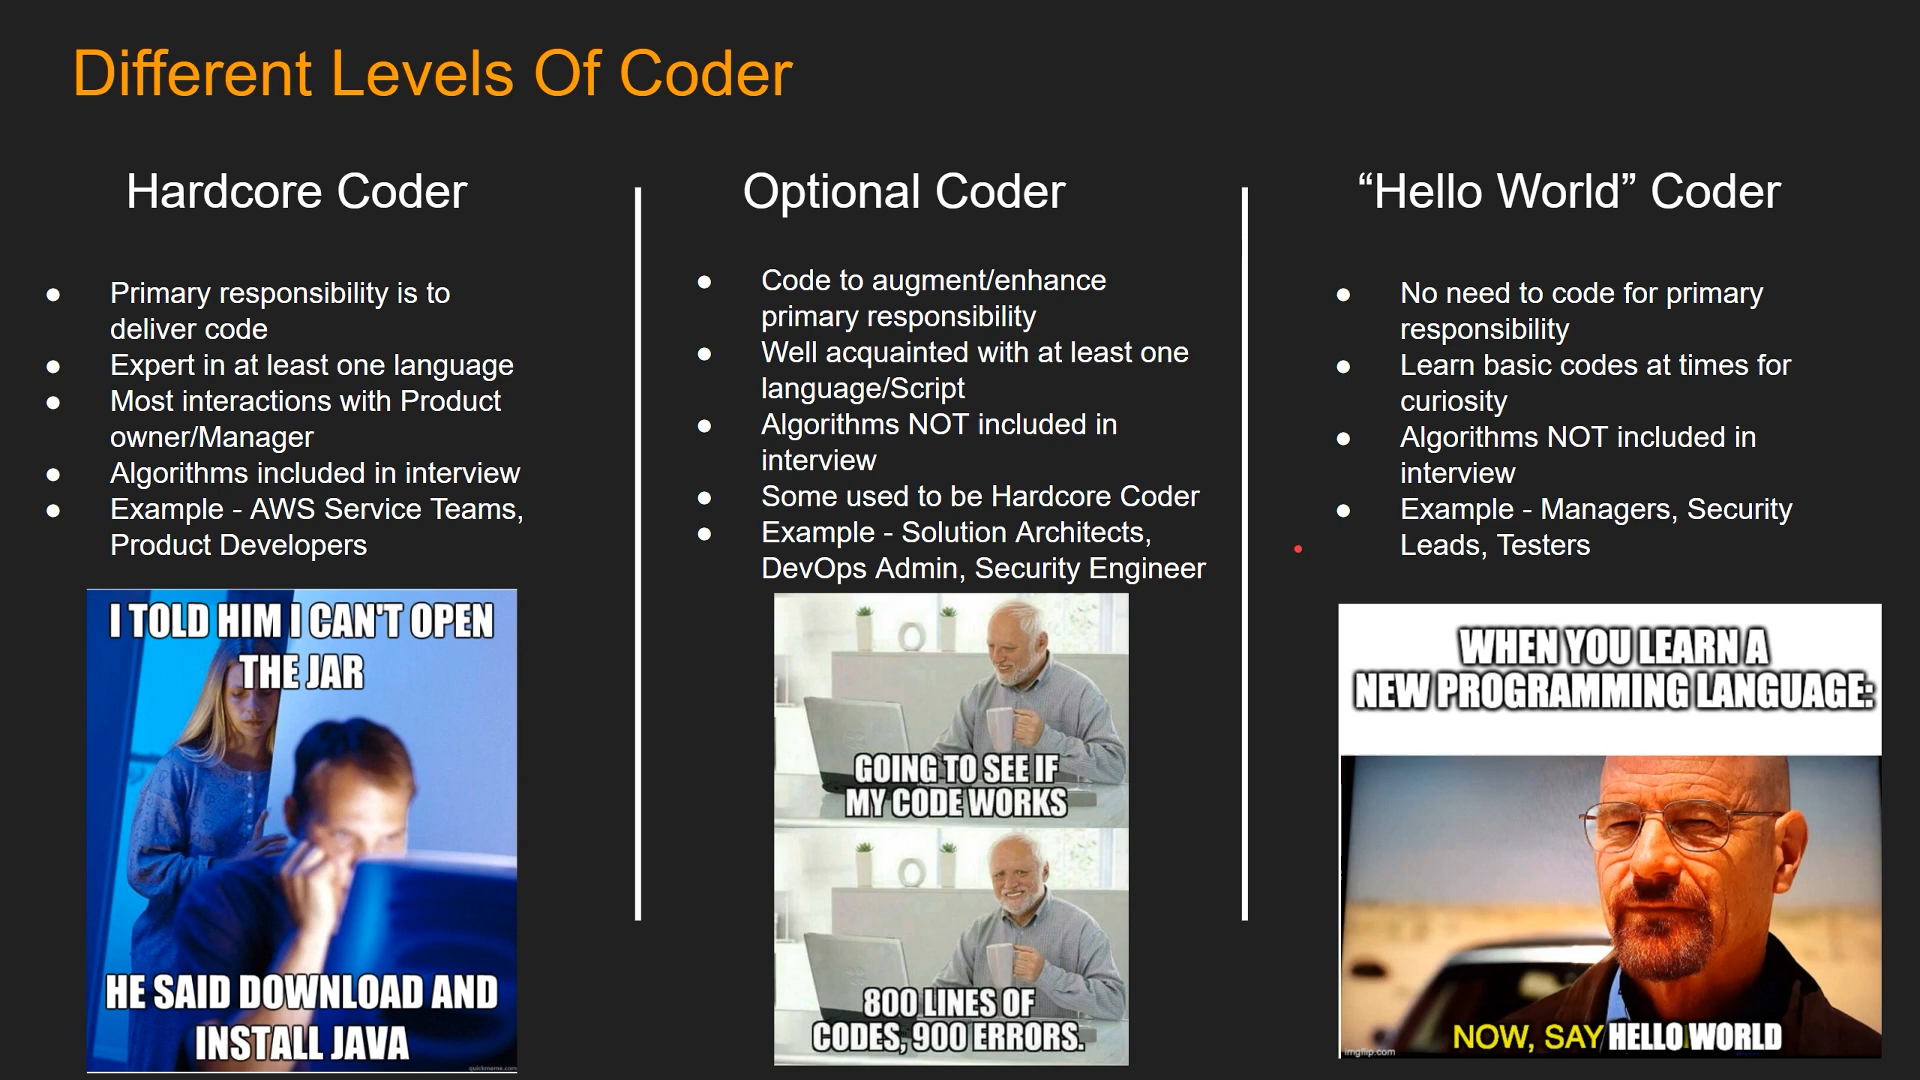 Different Levels Of Coder
Hardcore Coder
● Primary responsibility is to
deliver code
● Expert in at least one language
● Most interactions with Product
owner/Manager
● Algorithms included in interview
● Example - AWS Service Teams,
Product Developers
I TOLD HIM I CAN'T OPEN
THE JAR
HE SAID DOWNLOAD AND
INSTALL JAVA
quickmeme.com
Optional Coder
● Code to augment/enhance
primary responsibility
● Well acquainted with at least one
language/Script
● Algorithms NOT included in
interview
● Some used to be Hardcore Coder
● Example - Solution Architects,
DevOps Admin, Security Engineer
GOING TO SEE IF
MY CODE WORKS
800 LINES OF
CODES, 900 ERRORS.
“Hello World” Coder
● No need to code for primary
responsibility
● Learn basic codes at times for
curiosity
● Algorithms NOT included in
interview
● Example - Managers, Security
Leads, Testers
WHEN YOU LEARN A
NEW PROGRAMMING LANGUAGE:
NOW, SAY HELLO WORLD
imgflip.com